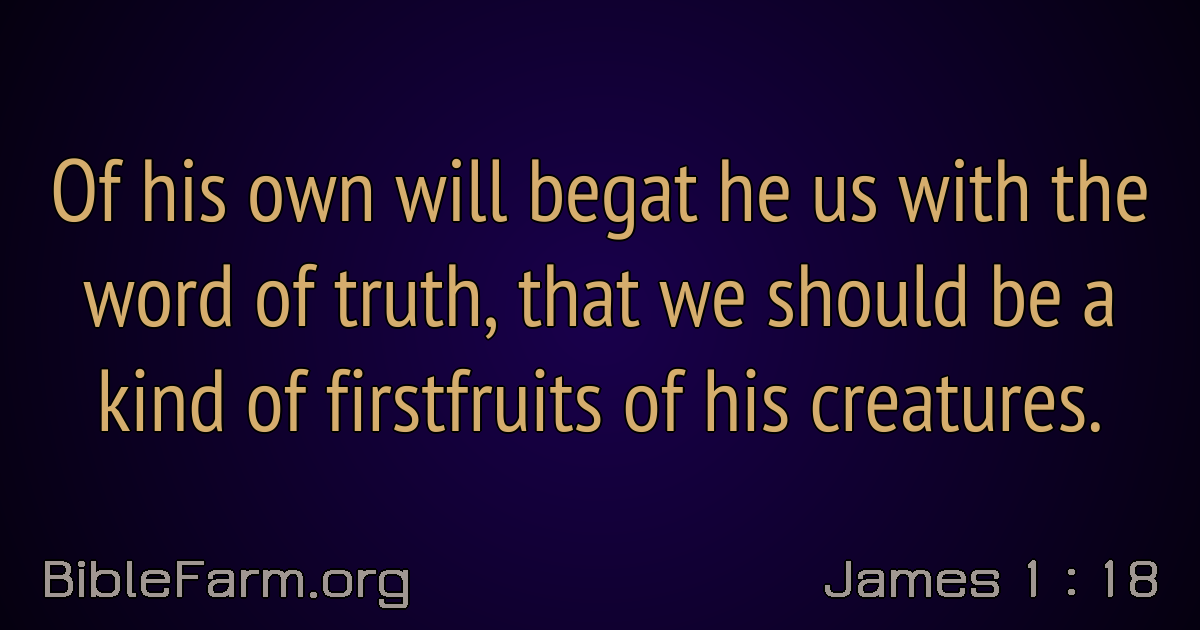 Of his own will begat he us with the
word of truth, that we should be a
kind of firstfruits of his creatures.
BibleFarm.org
James 1 : 18